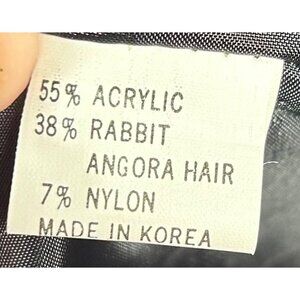 55% ACRYLIC
38% RABBIT
ANGORA HAIR
7% NYLON
MADE IN KOREA